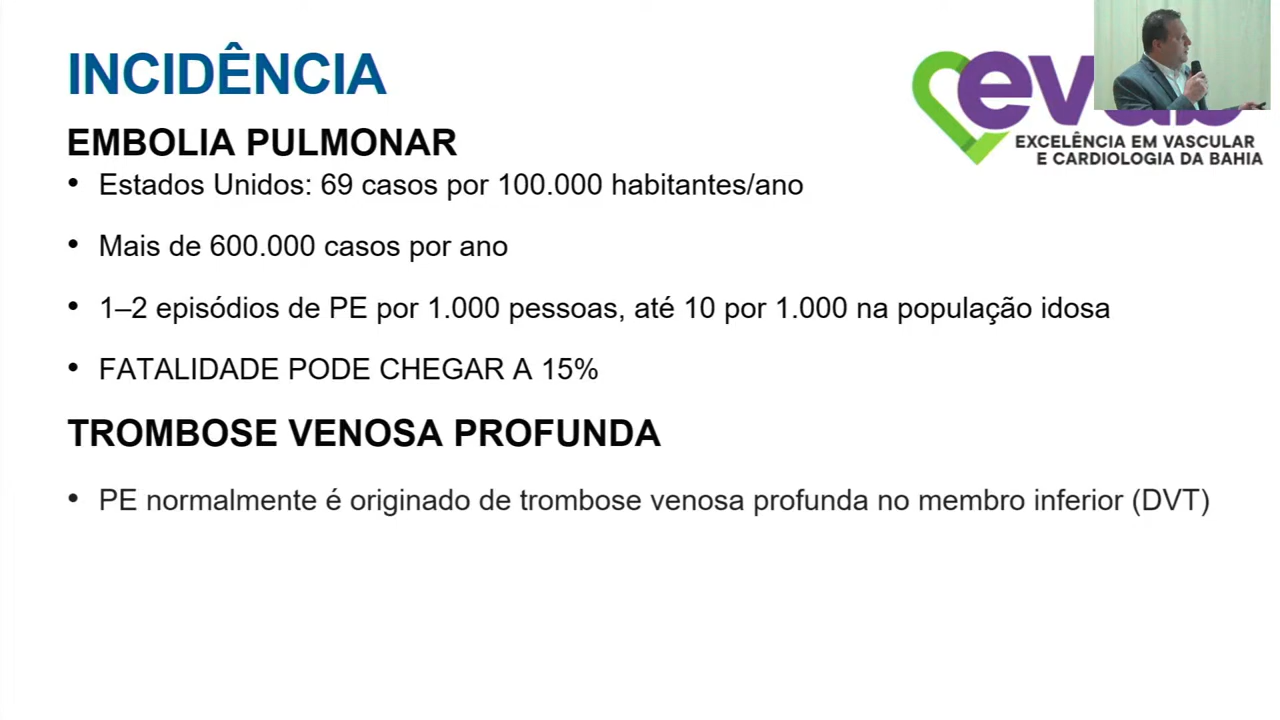 INCIDÊNCIA
EMBOLIA PULMONAR
• Estados Unidos: 69 casos por 100.000 habitantes/ano
• Mais de 600.000 casos por ano
• 1–2 episódios de PE por 1.000 pessoas, até 10 por 1.000 na população idosa
• FATALIDADE PODE CHEGAR A 15%
TROMBOSE VENOSA PROFUNDA
• PE normalmente é originado de trombose venosa profunda no membro inferior (DVT)
EXCELÊNCIA EM VASCULAR
E CARDIOLOGIA DA BAHIA